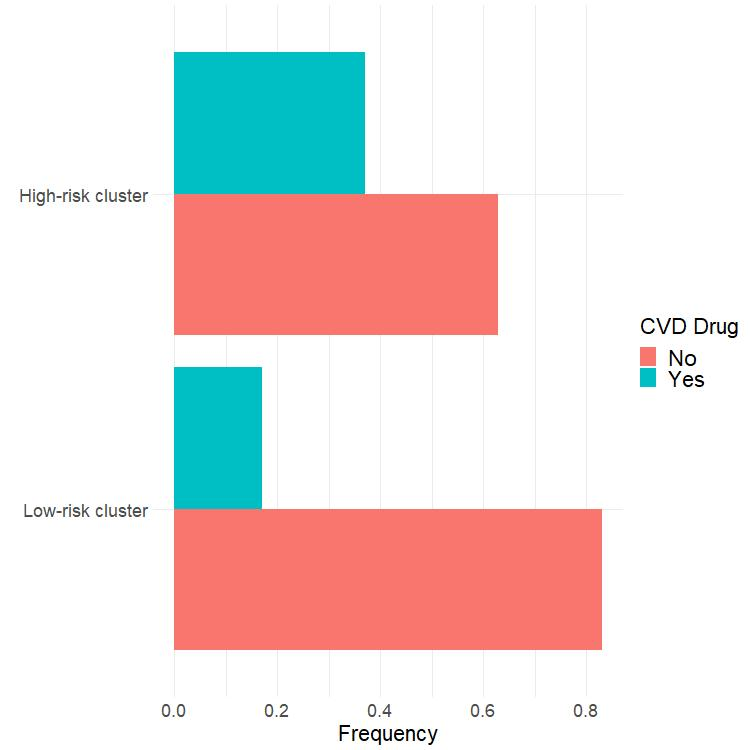 High-risk cluster
Low-risk cluster
0.0 0.2 0.4 0.6 0.8
Frequency
CVD Drug
No
Yes